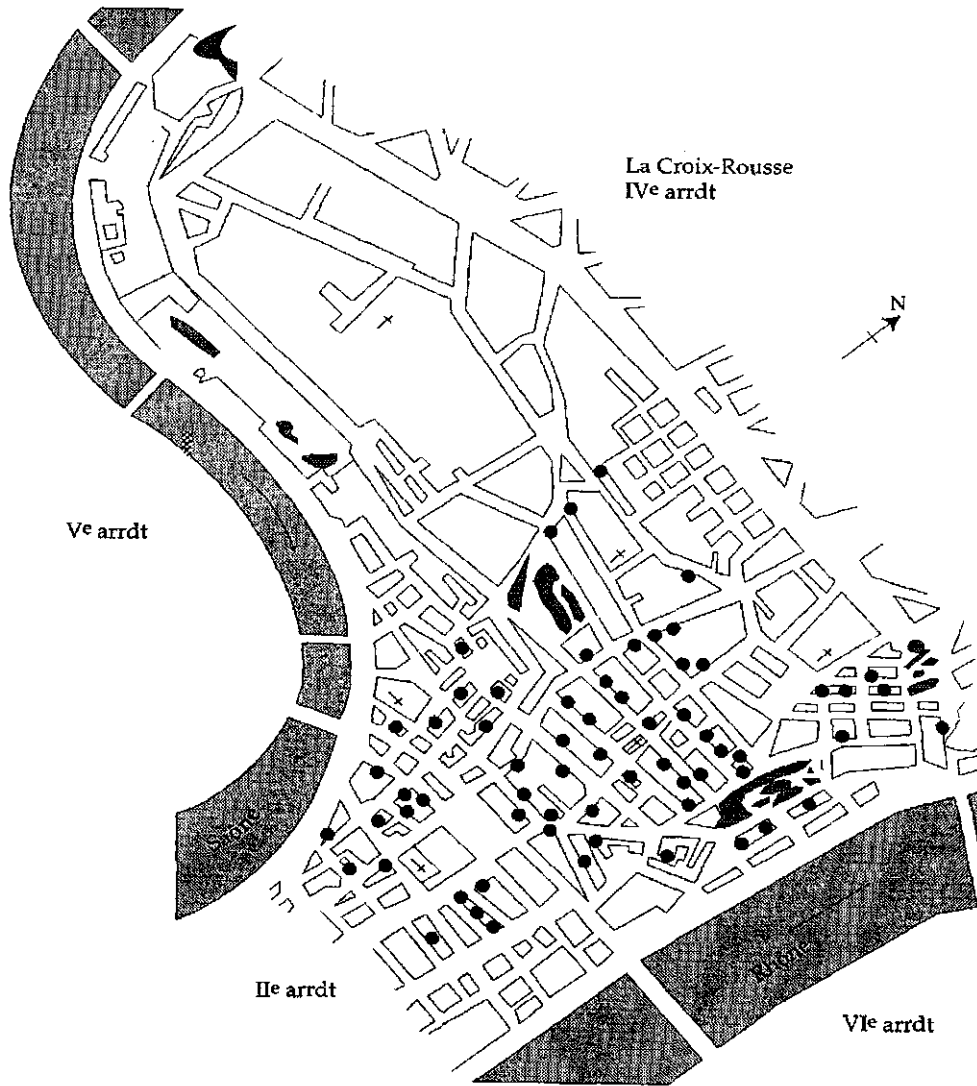 La Croix-Rousse
IVe arrdt
N
Ve arrdt
Saône
Rhône
IIe arrdt
VIe arrdt